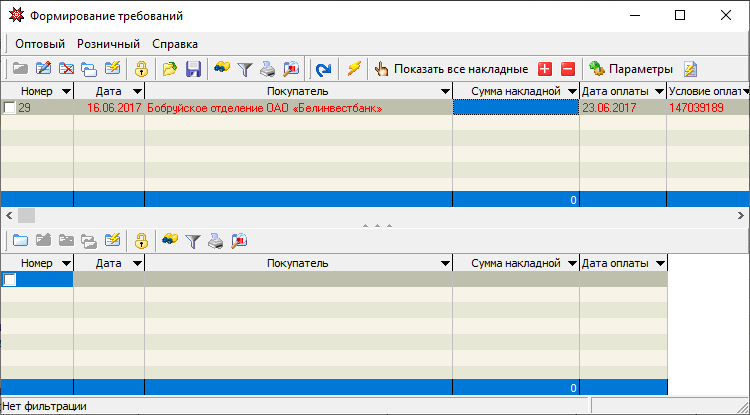 Формирование требований
Оптовый Розничный Справка
Показать все накладные Параметры
Номер Дата Покупатель Сумма накладной Дата оплаты Условие оплат
29 16.06.2017 Бобруйское отделение ОАО «Белинвестбанк» 23.06.2017 147039189
0
Номер Дата Покупатель Сумма накладной Дата оплаты
0
Нет фильтрации